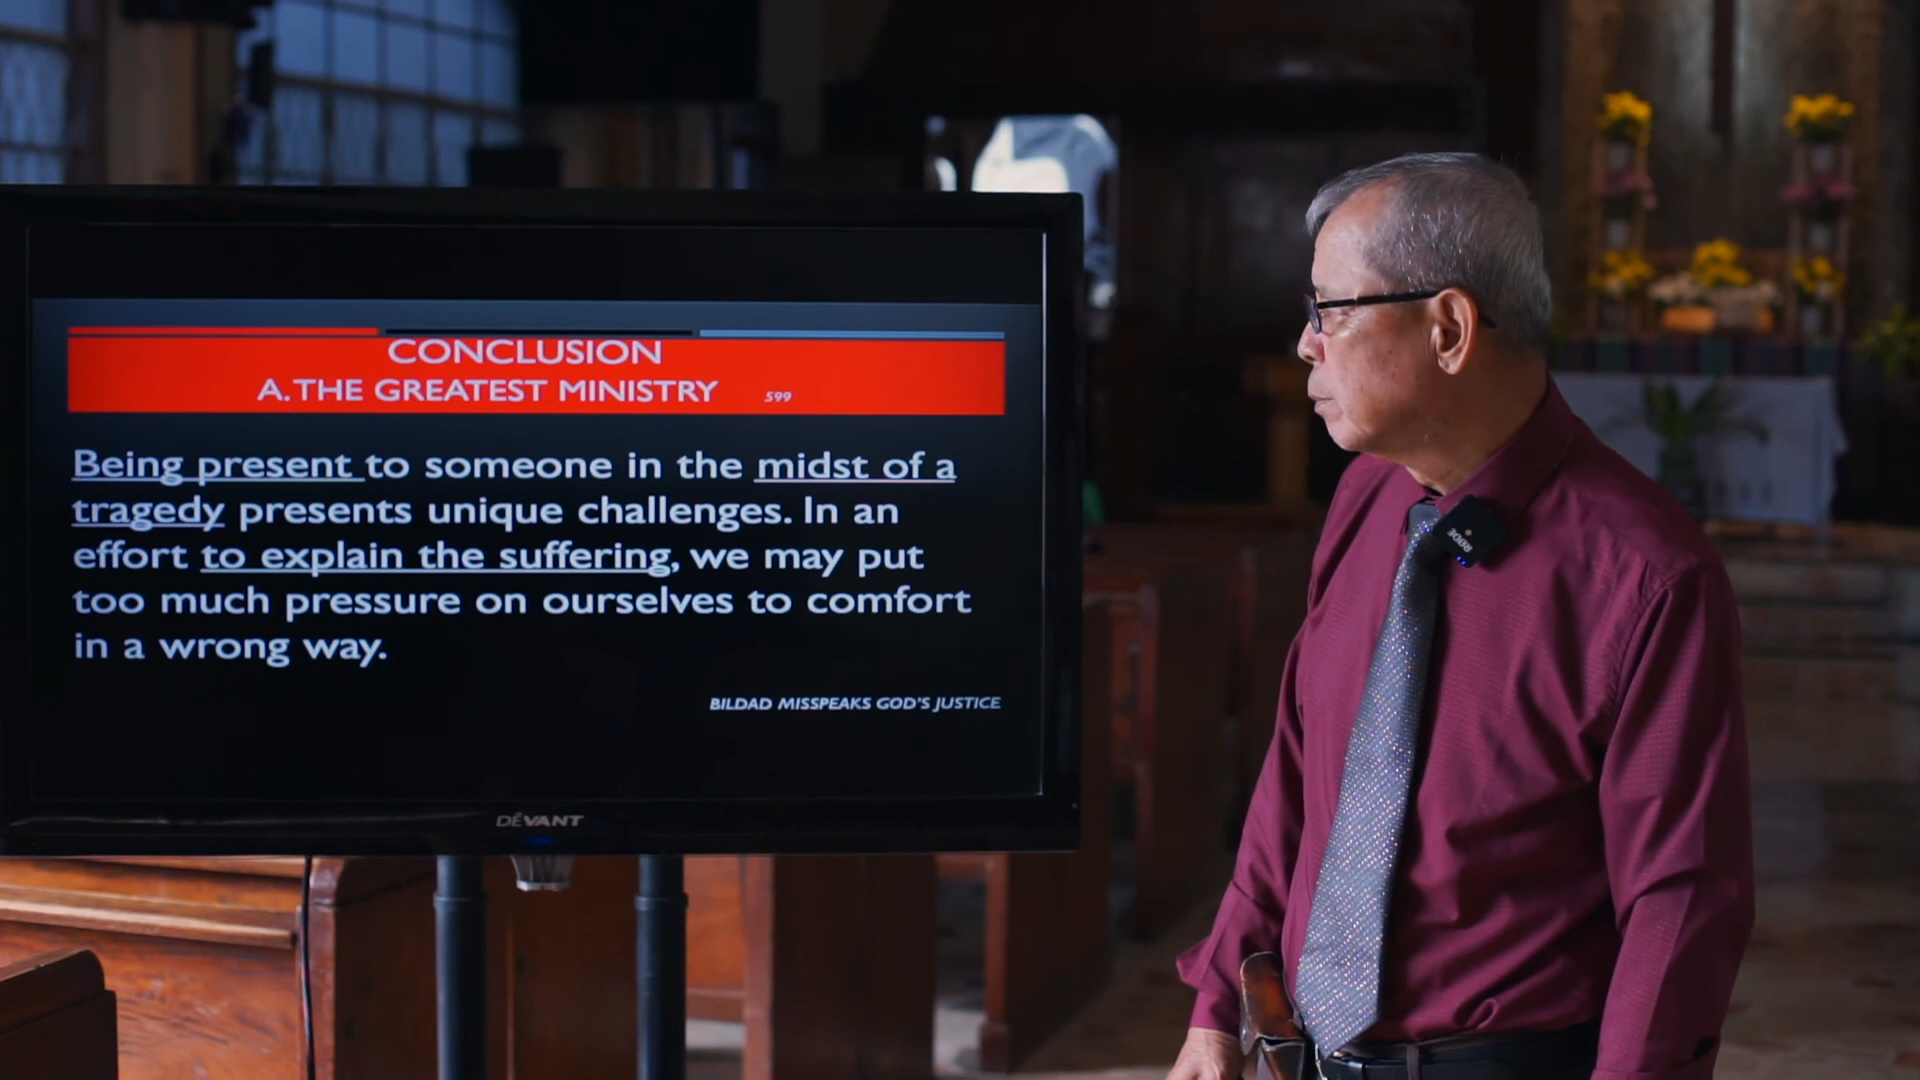 CONCLUSION
A. THE GREATEST MINISTRY 599
Being present to someone in the midst of a
tragedy presents unique challenges. In an
effort to explain the suffering, we may put
too much pressure on ourselves to comfort
in a wrong way.
BILDAD MISSPEAKS GOD'S JUSTICE
DEVANT
RØDE